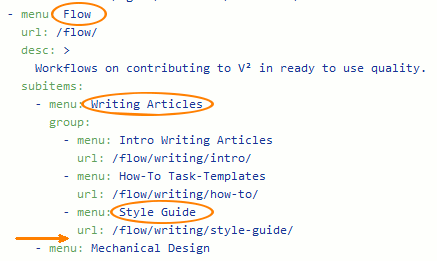 - menu: Flow
url: /flow/
desc: >
Workflows on contributing to V² in ready to use quality.
subitems:
- menu: Writing Articles
group:
- menu: Intro Writing Articles
url: /flow/writing/intro/
- menu: How-To Task-Templates
url: /flow/writing/how-to/
- menu: Style Guide
url: /flow/writing/style-guide/
- menu: Mechanical Design